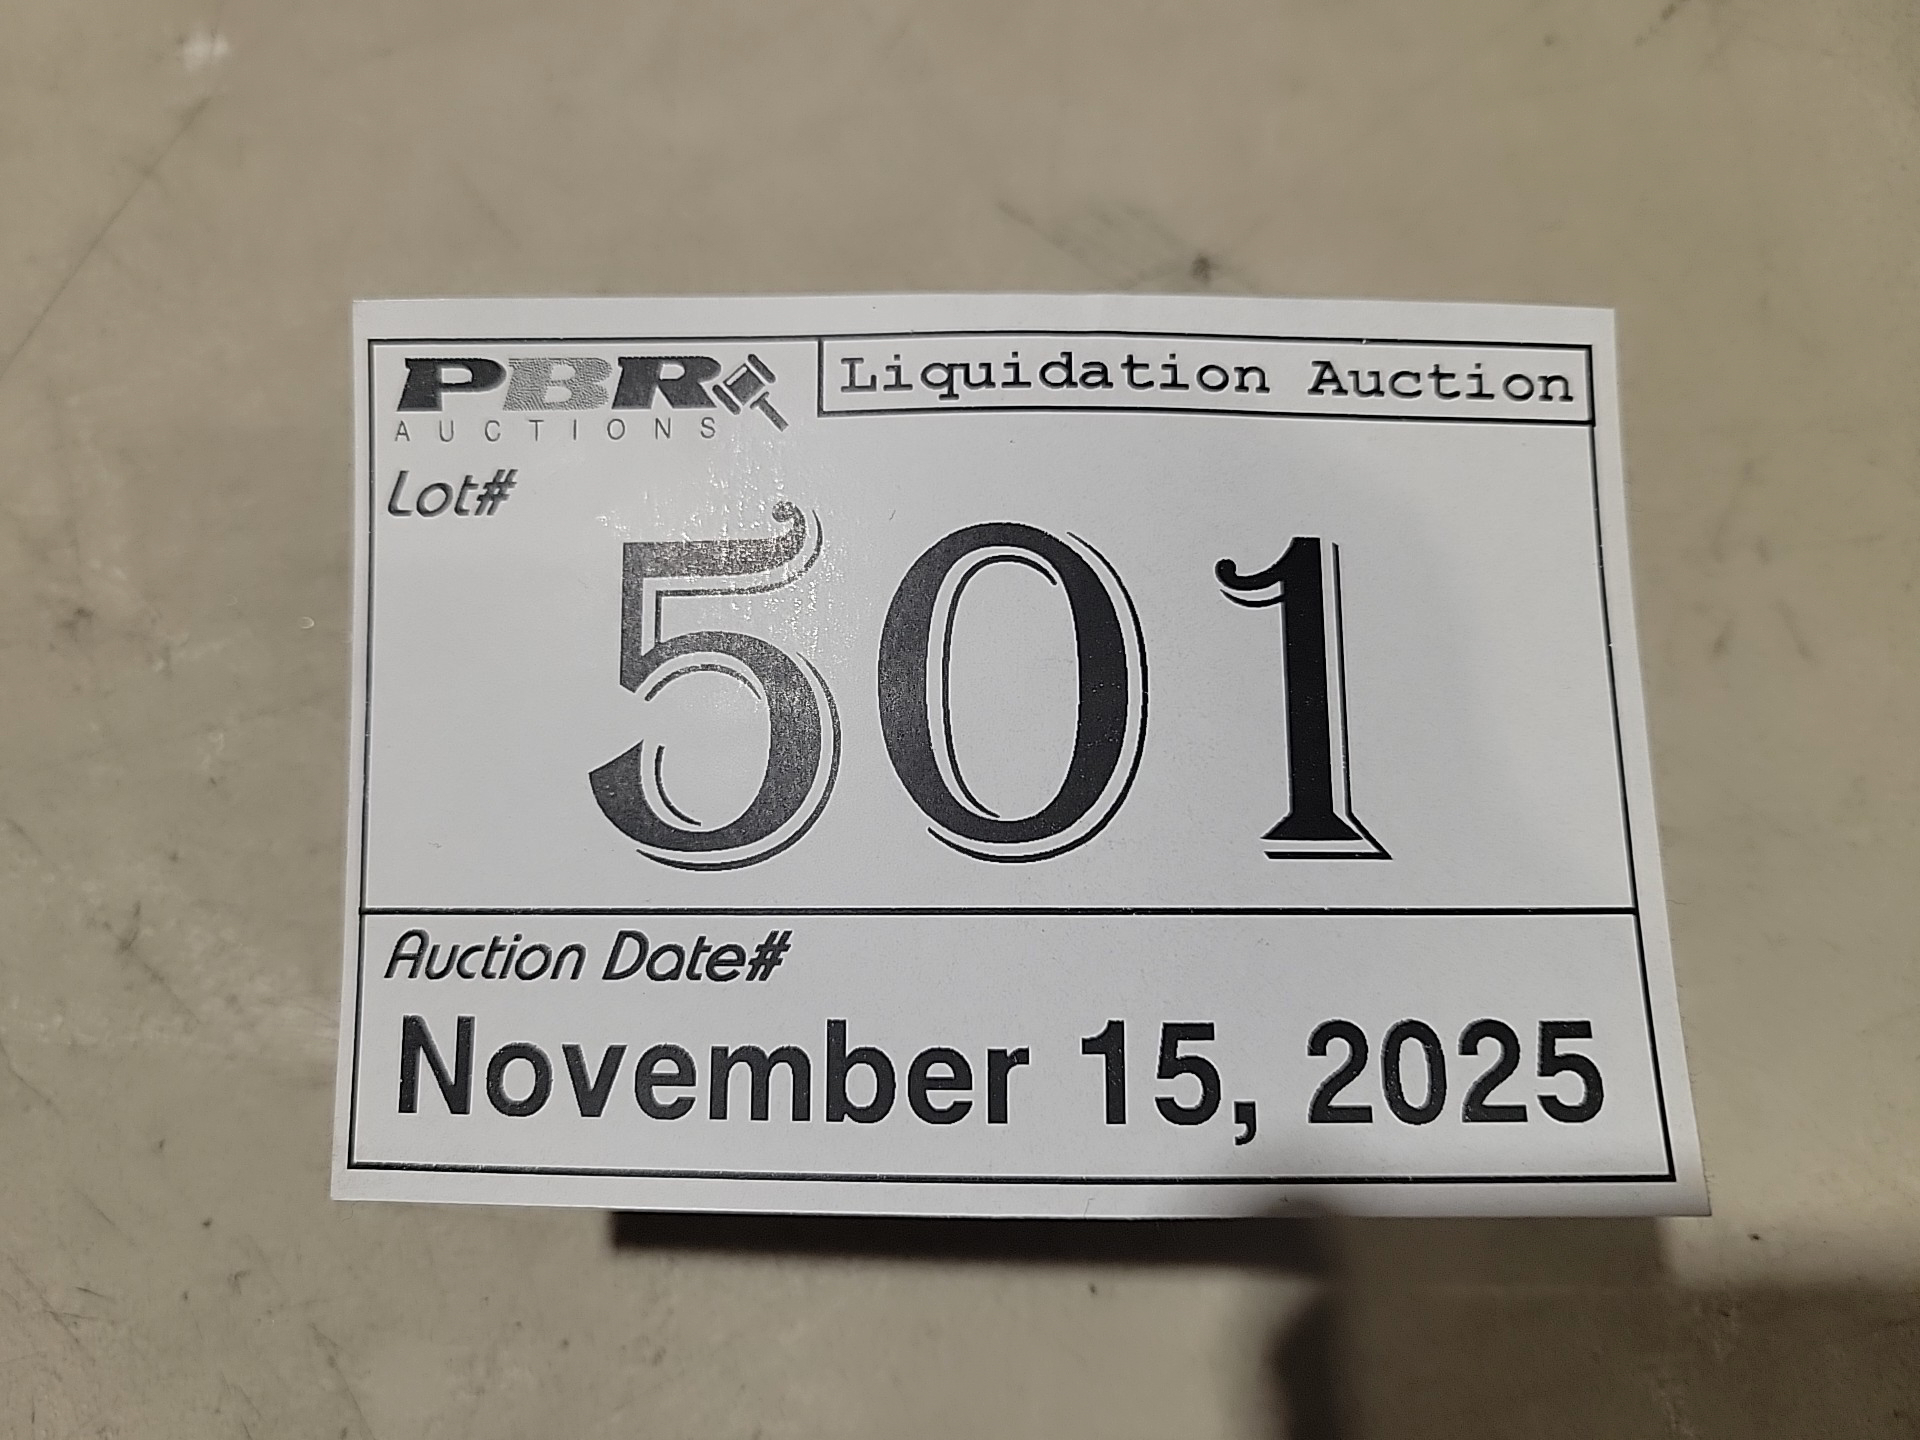 PBR
AUCTIONS
Liquidation Auction
Lot#
501
Auction Date#
November 15, 2025